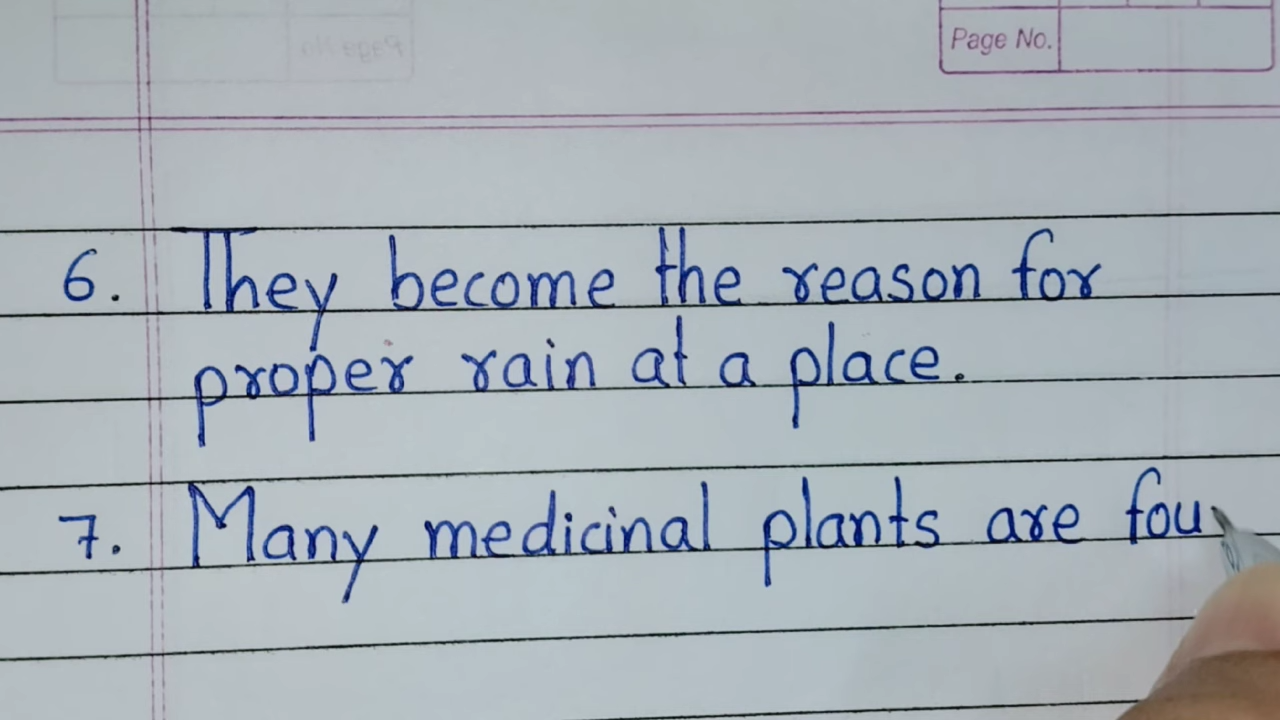 Page No.
6. They become the reason for
proper rain at a place.
7. Many medicinal plants are fou